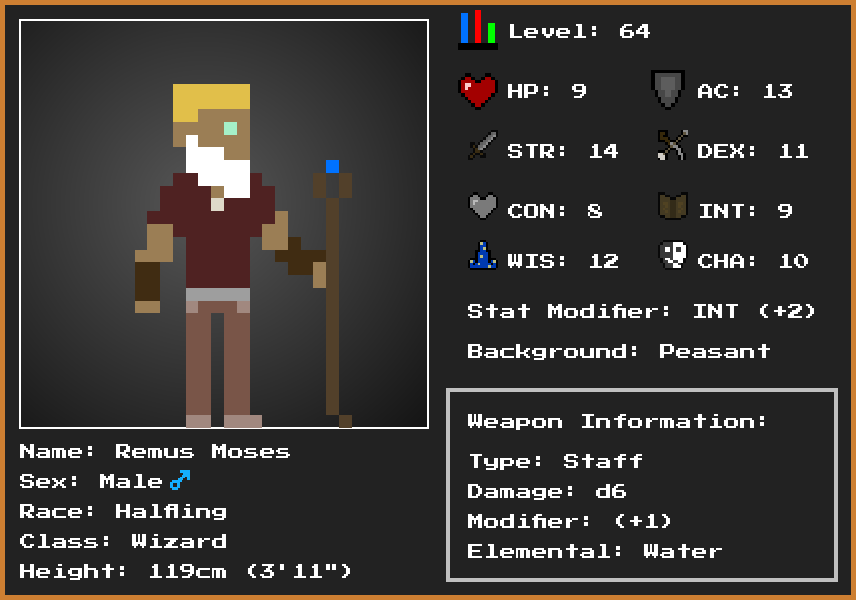 Level: 64
HP: 9
AC: 13
STR: 14
DEX: 11
CON: 8
INT: 9
WIS: 12
CHA: 10
Stat Modifier: INT (+2)
Background: Peasant
Weapon Information:
Type: Staff
Damage: d6
Modifier: (+1)
Elemental: Water
Name: Remus Moses
Sex: Male ♂
Race: Halfling
Class: Wizard
Height: 119cm (3'11")